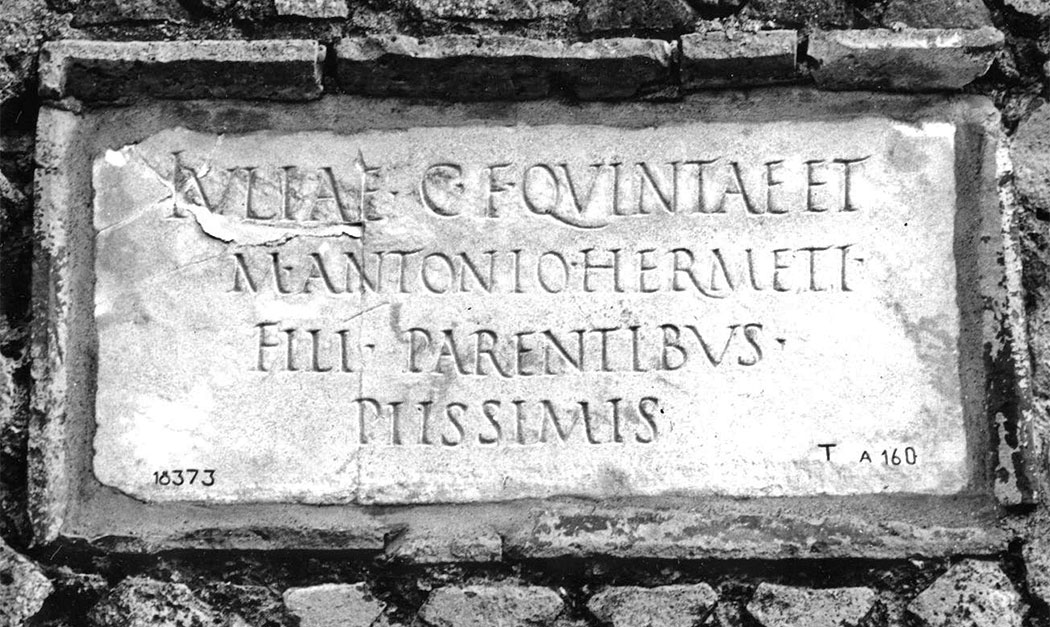 IVLIAE · C · F QVINTAE ET
M · ANTONIO · HERMETI ·
FILI · PARENTIBVS ·
PIISSIMIS
18373
T A 160